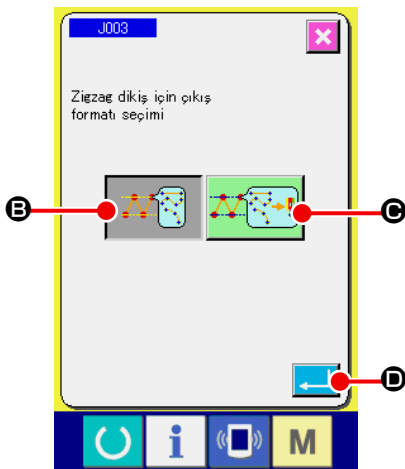 J003
Zigzag dikiş için çıkış
formatı seçimi
B
C
D
i
M